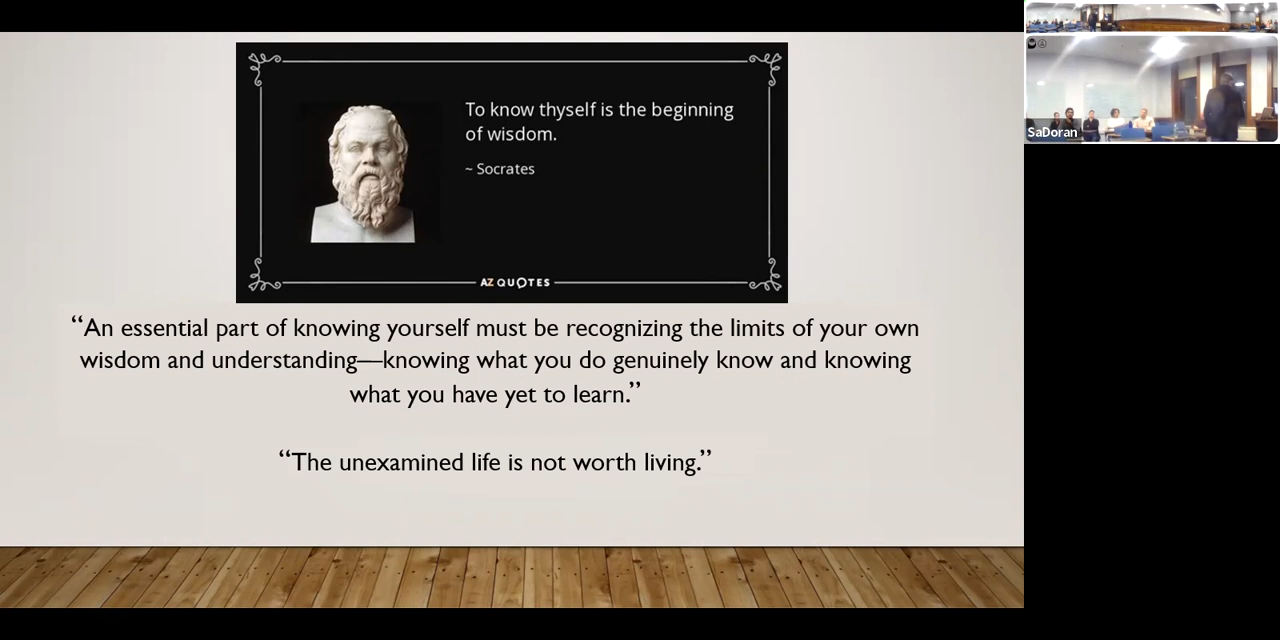 To know thyself is the beginning
of wisdom.
~ Socrates
AZ QUOTES
“An essential part of knowing yourself must be recognizing the limits of your own
wisdom and understanding—knowing what you do genuinely know and knowing
what you have yet to learn.”
“The unexamined life is not worth living.”
SaDoran